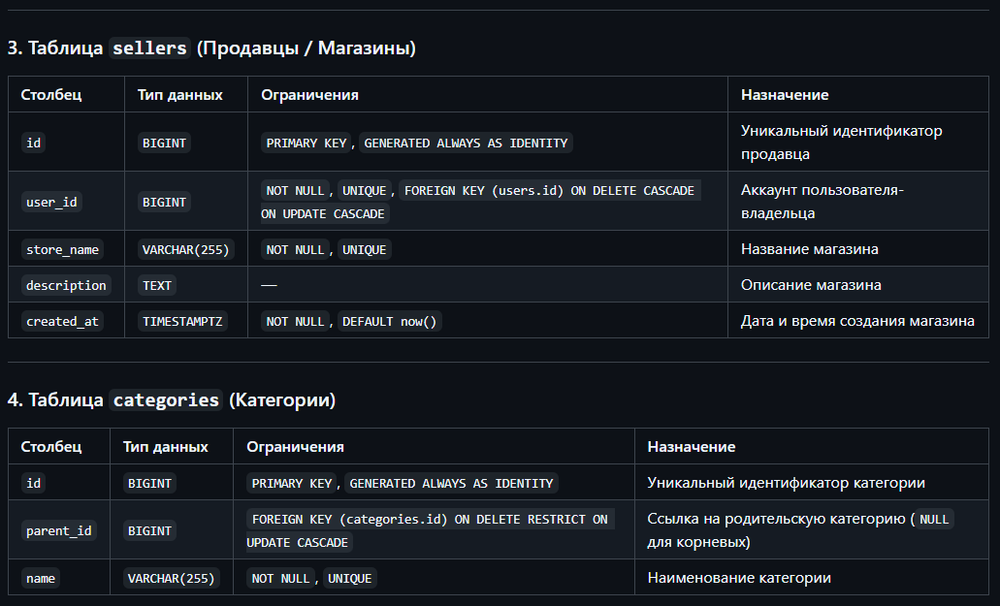 3. Таблица sellers (Продавцы / Магазины)
Столбец Тип данных Ограничения Назначение
id BIGINT PRIMARY KEY, GENERATED ALWAYS AS IDENTITY Уникальный идентификатор
продавца
user_id BIGINT NOT NULL, UNIQUE, FOREIGN KEY (users.id) ON DELETE CASCADE
ON UPDATE CASCADE
Аккаунт пользователя-
владельца
store_name VARCHAR(255) NOT NULL, UNIQUE Название магазина
description TEXT — Описание магазина
created_at TIMESTAMPTZ NOT NULL, DEFAULT now() Дата и время создания магазина
4. Таблица categories (Категории)
Столбец Тип данных Ограничения Назначение
id BIGINT PRIMARY KEY, GENERATED ALWAYS AS IDENTITY Уникальный идентификатор категории
parent_id BIGINT FOREIGN KEY (categories.id) ON DELETE RESTRICT ON
UPDATE CASCADE
Ссылка на родительскую категорию (NULL
для корневых)
name VARCHAR(255) NOT NULL, UNIQUE Наименование категории